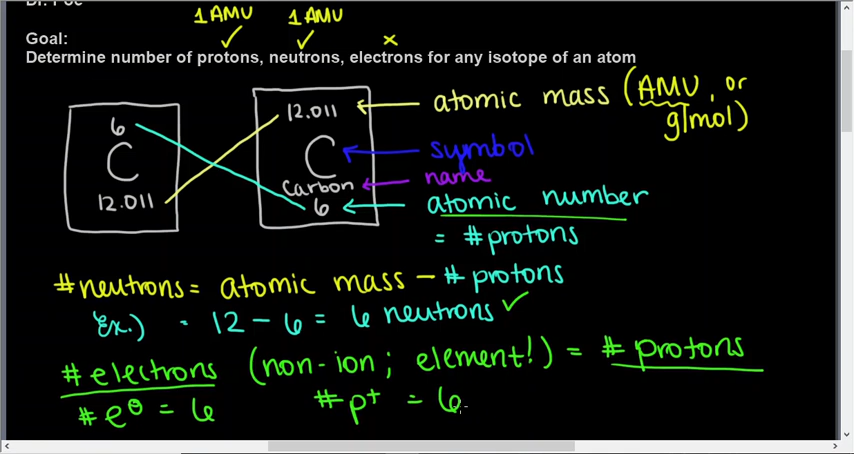 1 AMU 1 AMU
Goal:
Determine number of protons, neutrons, electrons for any isotope of an atom
6
C
12.011
12.011
C
Carbon
6
atomic mass (AMU, or g/mol)
symbol
name
atomic number
= # protons
# neutrons = atomic mass - # protons
Ex.) = 12 - 6 = 6 neutrons ✓
# electrons (non-ion; element!) = # protons
# e⊖ = 6 # p+ = 6